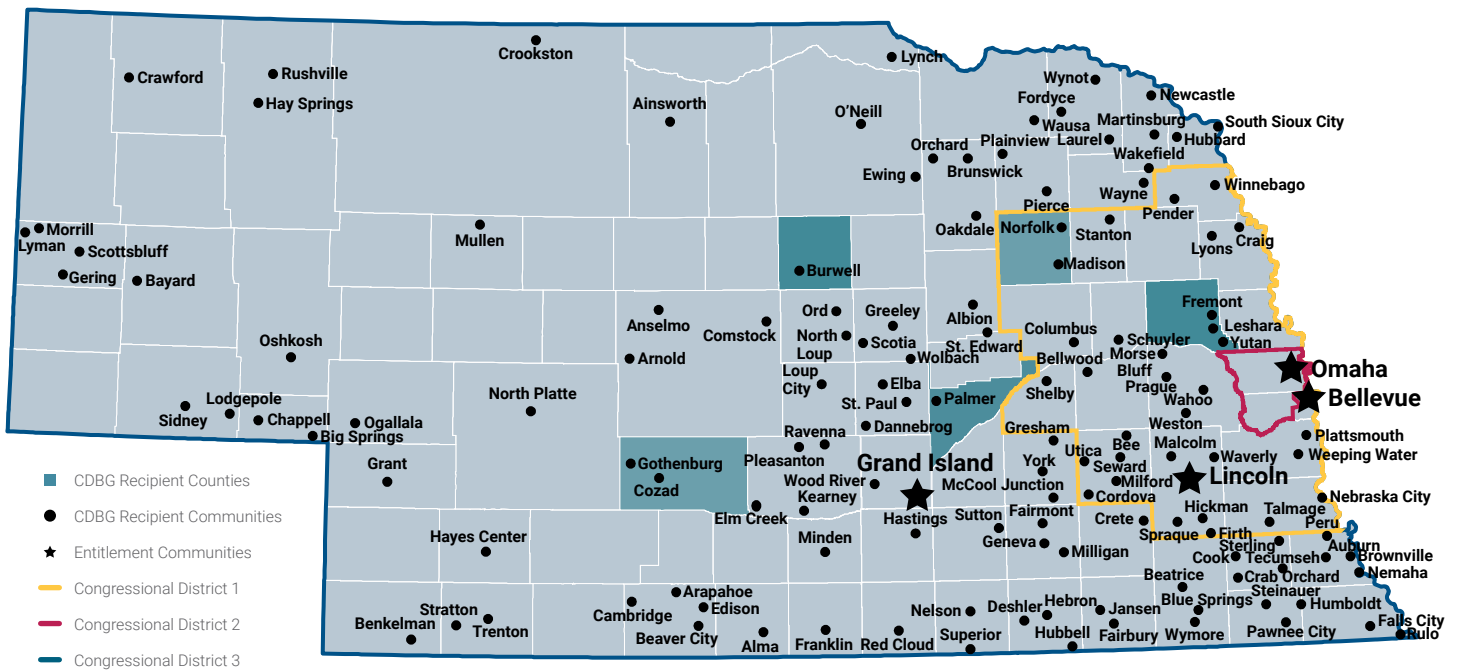 Crookston
Lynch
Crawford
Rushville
Hay Springs
Wynot
Newcastle
Fordyce
Wausa
Ainsworth
O'Neill
Martinsburg
South Sioux City
Hubbard
Laurel
Plainview
Orchard
Brunswick
Wakefield
Ewing
Wayne
Winnebago
Pierce
Pender
Morrill
Lyman
Scottsbluff
Gering
Bayard
Mullen
Oakdale
Norfolk
Stanton
Lyons
Craig
Madison
Burwell
Anselmo
Comstock
Ord
Greeley
North
Loup
Scotia
Albion
St. Edward
Columbus
Fremont
Leshara
Yutan
Schuyler
Oshkosh
Arnold
Wolbach
Bellwood
Morse
Bluff
Prague
Omaha
Bellevue
Loup
City
Elba
St. Paul
Palmer
Shelby
Wahoo
Weston
Lodgepole
Sidney
Chappell
Ogallala
Big Springs
North Platte
Dannebrog
Gresham
Plattsmouth
Weeping Water
Ravenna
Pleasanton
Grand Island
Utica
Bee
Malcolm
Waverly
Seward
Milford
Lincoln
Grant
Gothenburg
Cozad
Wood River
Kearney
York
McCool Junction
Cordova
Nebraska City
Elm Creek
Hastings
Sutton
Fairmont
Crete
Hickman
Talmage
Peru
Sprague
Firth
Hayes Center
Minden
Geneva
Milligan
Sterling
Cook
Tecumseh
Auburn
Brownville
Nemaha
Arapahoe
Cambridge
Edison
Beatrice
Crab Orchard
Steinauer
Stratton
Benkelman
Trenton
Beaver City
Alma
Franklin
Red Cloud
Nelson
Superior
Deshler
Hebron
Hubbell
Jansen
Fairbury
Blue Springs
Wymore
Humboldt
Pawnee City
Falls City
Rulo
CDBG Recipient Counties
CDBG Recipient Communities
Entitlement Communities
Congressional District 1
Congressional District 2
Congressional District 3